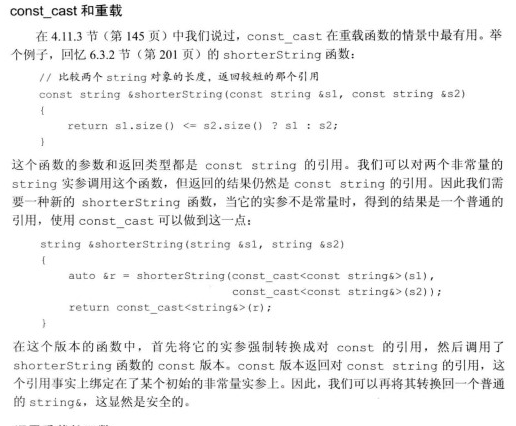 const_cast 和重载
在 4.11.3 节（第 145 页）中我们说过，const_cast 在重载函数的情景中最有用。举
个例子，回忆 6.3.2 节（第 201 页）的 shorterString 函数：
// 比较两个 string 对象的长度，返回较短的那个引用
const string &shorterString(const string &s1, const string &s2)
{
return s1.size() <= s2.size() ? s1 : s2;
}
这个函数的参数和返回类型都是 const string 的引用。我们可以对两个非常量的
string 实参调用这个函数，但返回的结果仍然是 const string 的引用。因此我们需
要一种新的 shorterString 函数，当它的实参不是常量时，得到的结果是一个普通的
引用，使用 const_cast 可以做到这一点：
string &shorterString(string &s1, string &s2)
{
auto &r = shorterString(const_cast<const string&>(s1),
const_cast<const string&>(s2));
return const_cast<string&>(r);
}
在这个版本的函数中，首先将它的实参强制转换成对 const 的引用，然后调用了
shorterString 函数的 const 版本。const 版本返回对 const string 的引用，这
个引用事实上绑定在了某个初始的非常量实参上。因此，我们可以再将其转换回一个普通
的 string&，这显然是安全的。